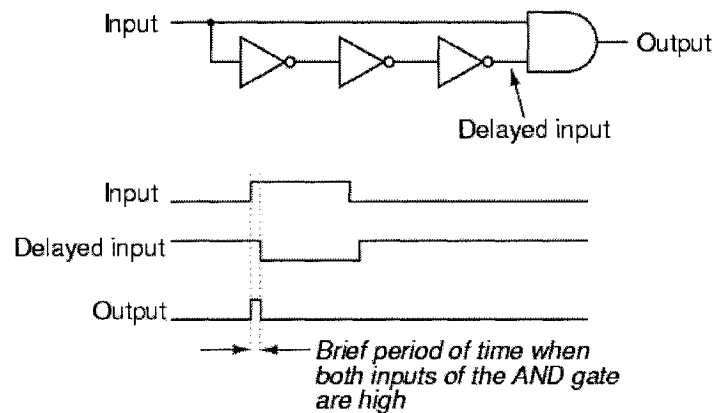 Input
Output
Delayed input
Input
Delayed input
Output
Brief period of time when
both inputs of the AND gate
are high